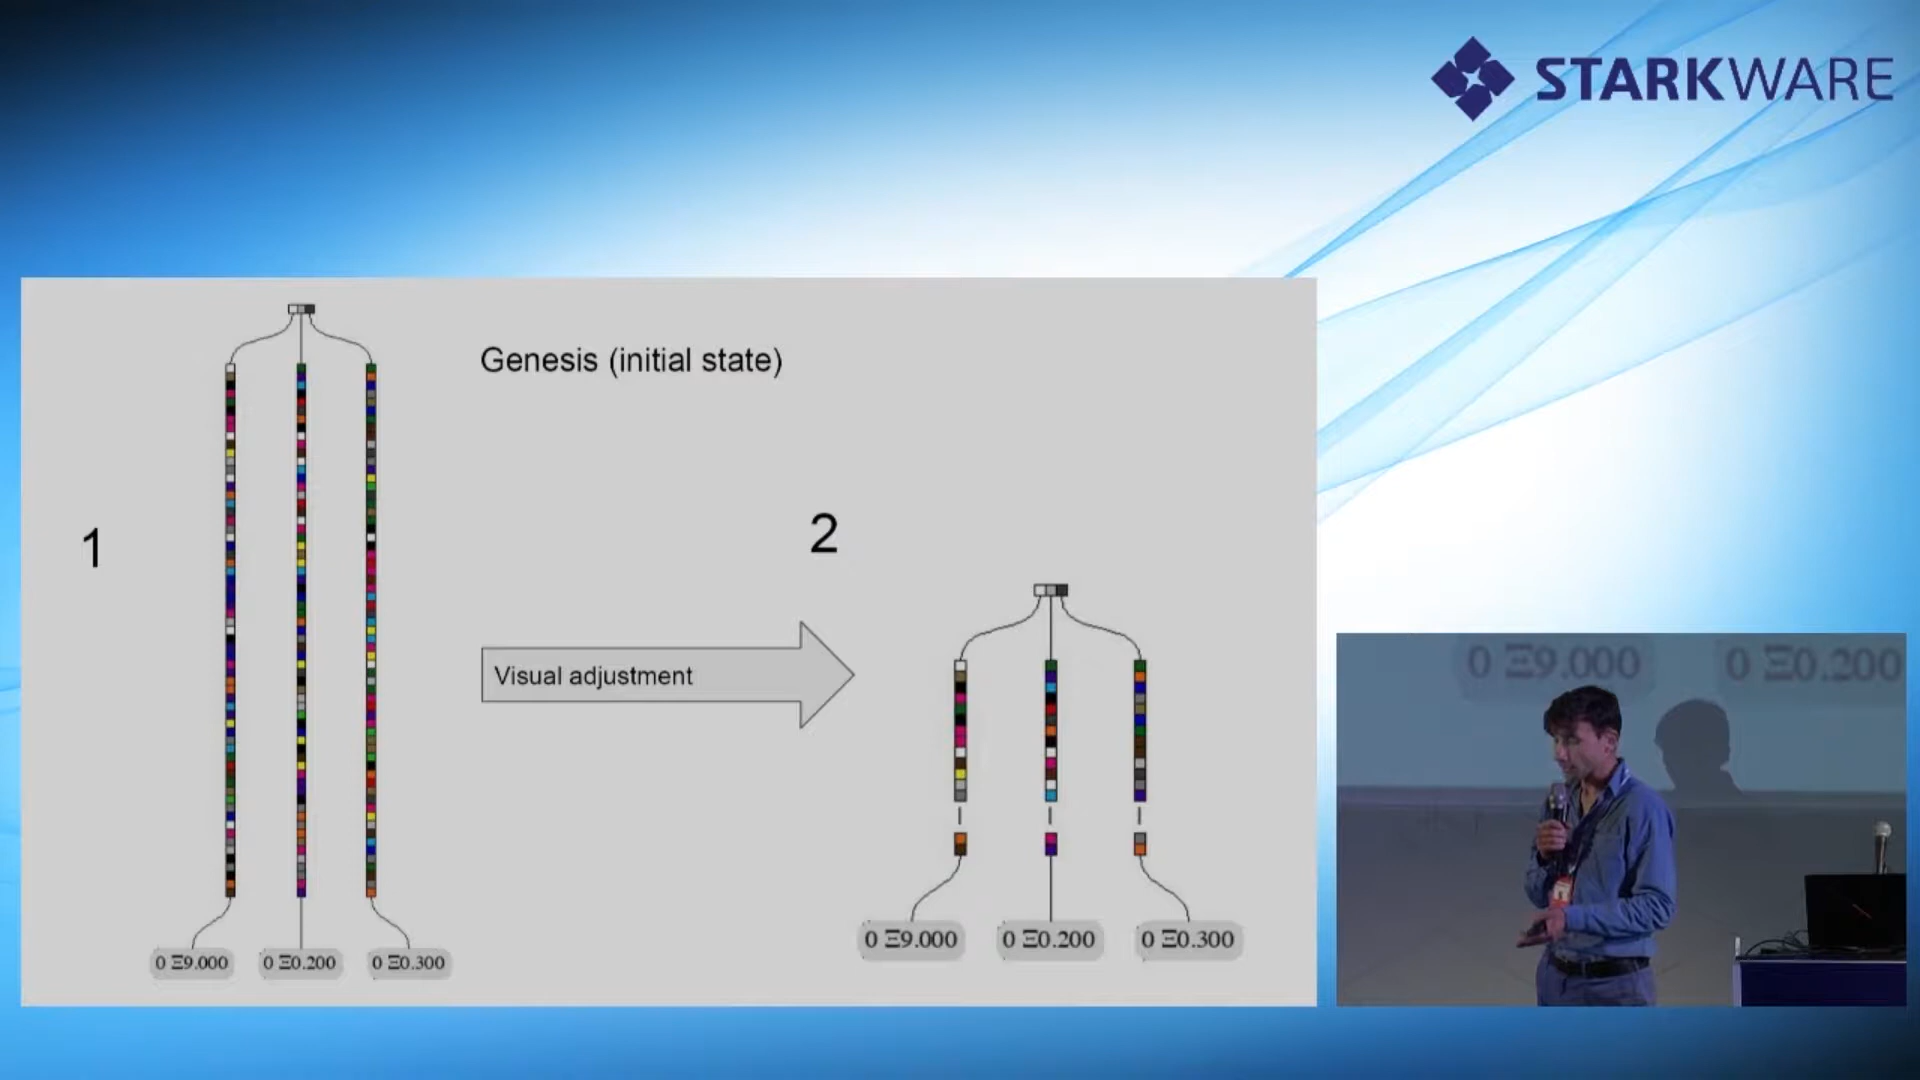 STARKWARE
Genesis (initial state)
1
2
Visual adjustment
0 Ξ9.000
0 Ξ0.200
0 Ξ0.300
0 Ξ9.000
0 Ξ0.200
0 Ξ0.300
0 Ξ9.000
0 Ξ0.200